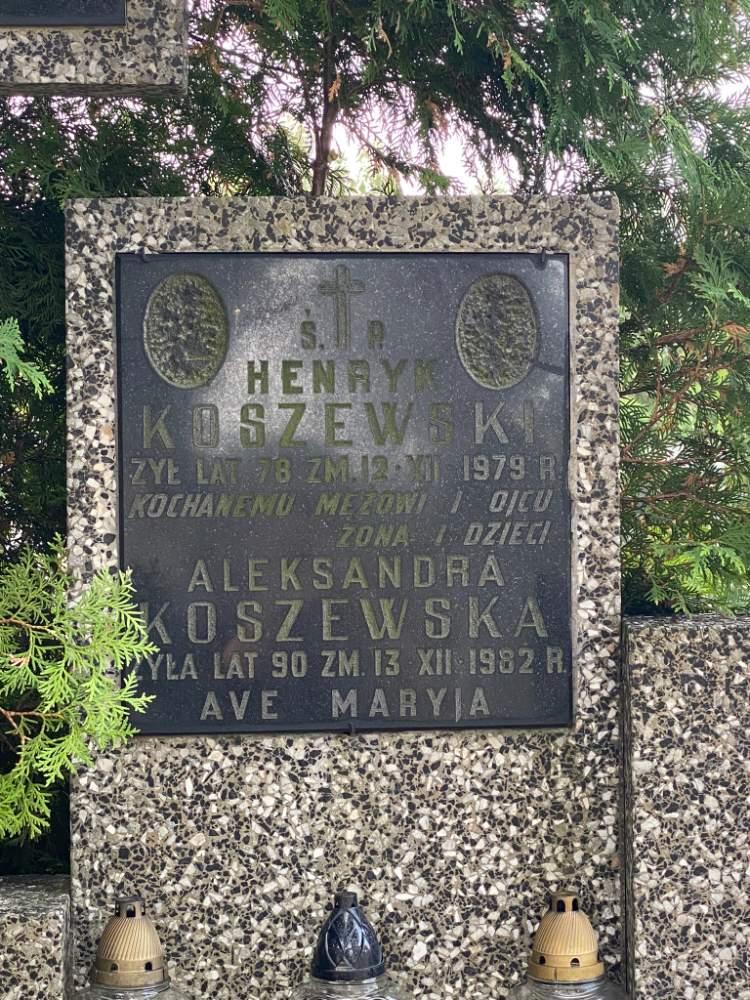 Ś. P.
HENRYK
KOSZEWSKI
ŻYŁ LAT 78 ZM. 12 · XII 1979 R.
KOCHANEMU MĘŻOWI I OJCU
ŻONA I DZIECI
ALEKSANDRA
KOSZEWSKA
ŻYŁA LAT 90 ZM. 13 · XII · 1982 R.
AVE MARYJA